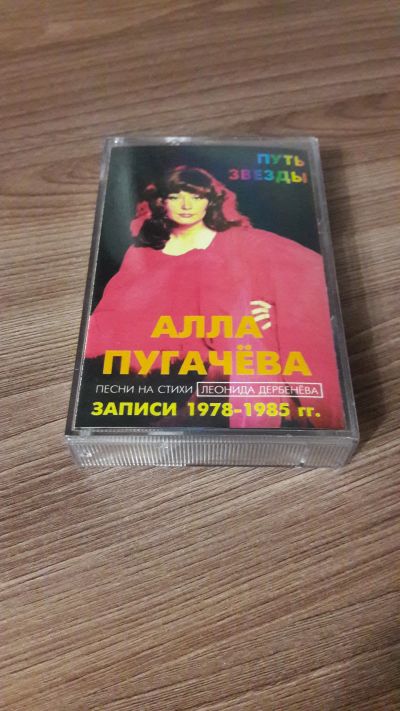 ПУТЬ
ЗВЕЗДЫ
АЛЛА
ПУГАЧЁВА
ПЕСНИ НА СТИХИ ЛЕОНИДА ДЕРБЕНЁВА
ЗАПИСИ 1978-1985 гг.